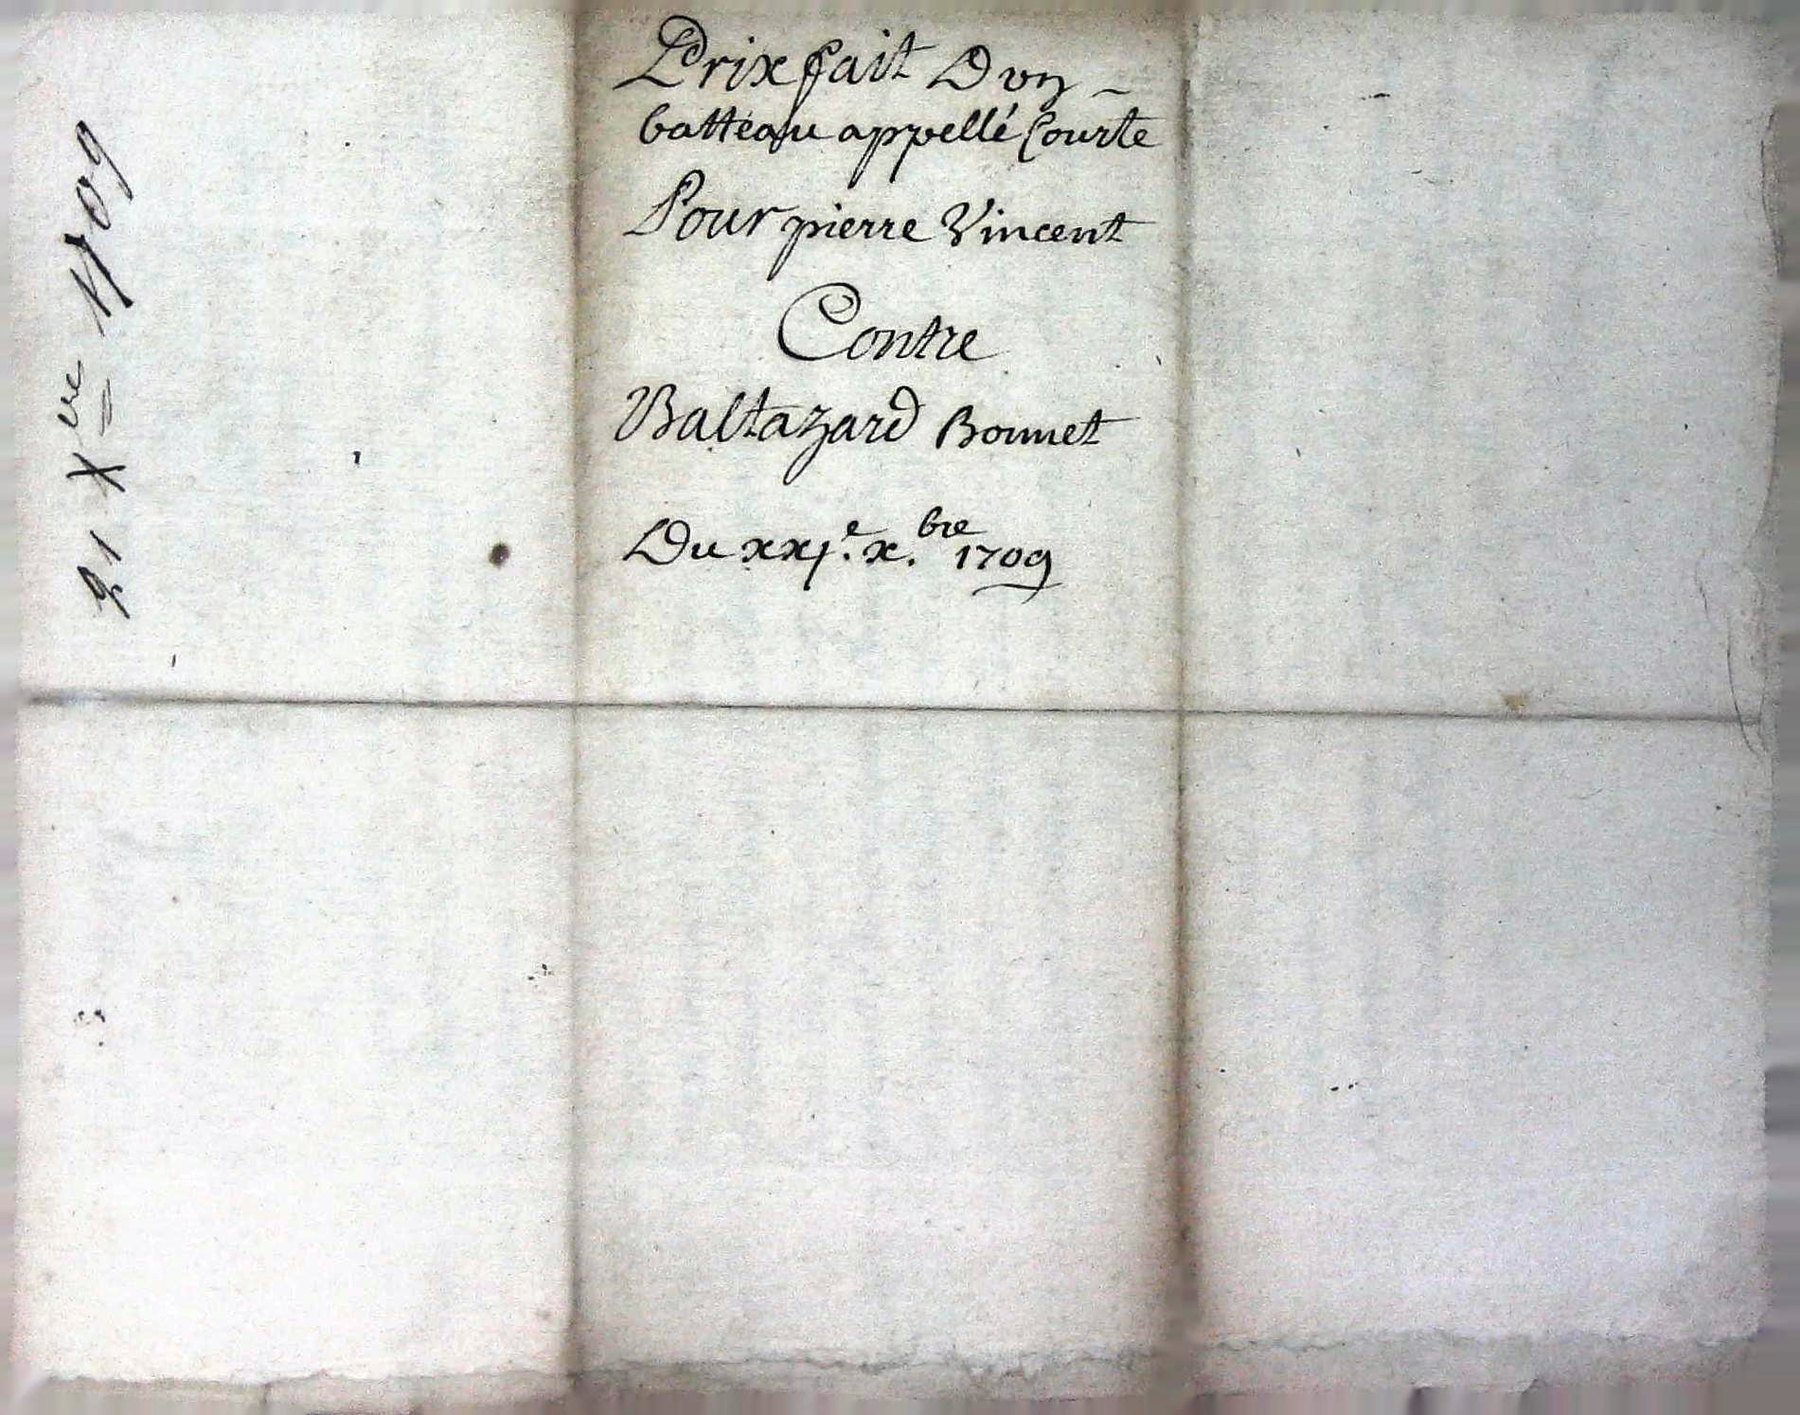 Prix fait D'un
batteau appellé Courte
Pour pierre Vincent
Contre
Baltazard Bonnet
Du xxj.e x.bre 1709
21 Xbre 1709